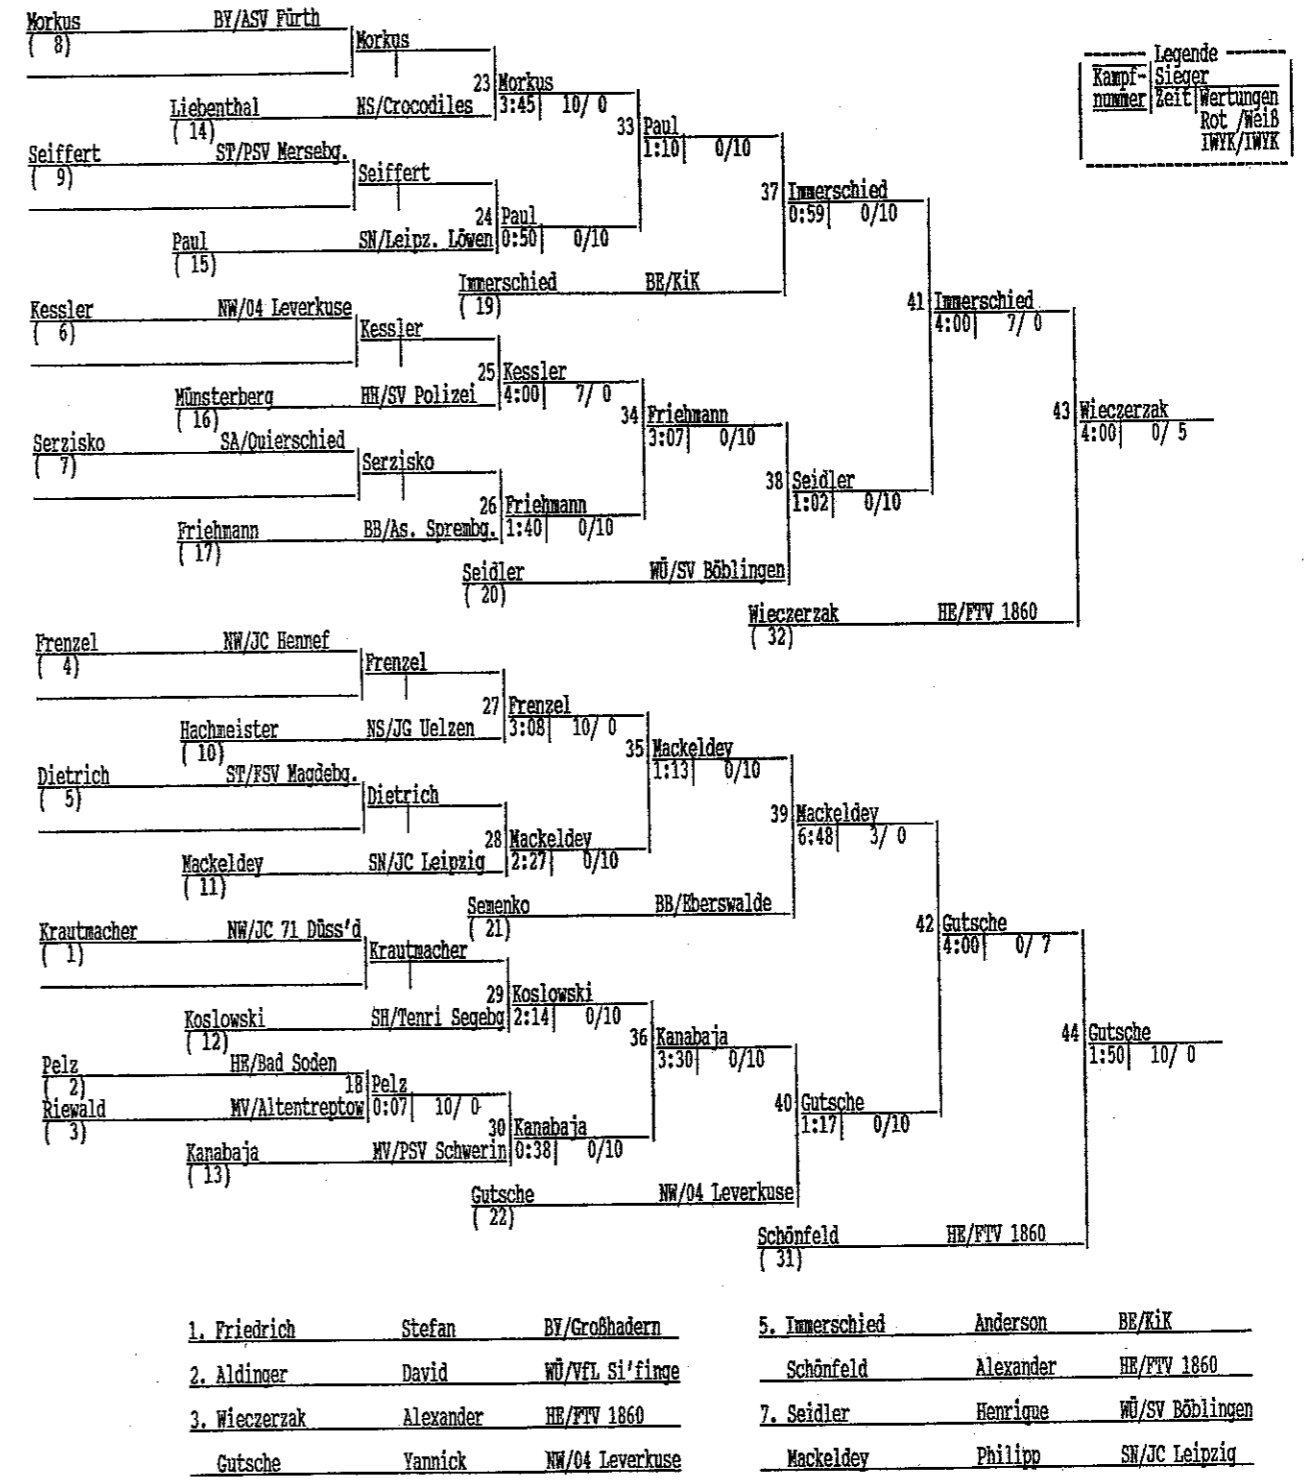 Morkus BY/ASV Fürth
( 8)
Morkus
23 Morkus
3:45 10/ 0
Liebenthal NS/Crocodiles
( 14)
33 Paul
1:10 0/10
Seiffert ST/PSV Mersebg.
( 9)
Seiffert
24 Paul
0:50 0/10
Paul SN/Leipz. Löwen
( 15)
37 Immerschied
0:59 0/10
Immerschied BE/KiK
( 19)
41 Immerschied
4:00 7/ 0
Kessler NW/04 Leverkuse
( 6)
Kessler
25 Kessler
4:00 7/ 0
Münsterberg HH/SV Polizei
( 16)
34 Friehmann
3:07 0/10
Serzisko SA/Quierschied
( 7)
Serzisko
26 Friehmann
1:40 0/10
Friehmann BB/As. Sprembg.
( 17)
38 Seidler
1:02 0/10
Seidler WÜ/SV Böblingen
( 20)
43 Wieczerzak
4:00 0/ 5
Wieczerzak HE/FTV 1860
( 32)
Legende
Kampf- Sieger
nummer Zeit Wertungen
Rot /Weiß
IWYK/IWYK
Frenzel NW/JC Hennef
( 4)
Frenzel
27 Frenzel
3:08 10/ 0
Hachmeister NS/JG Uelzen
( 10)
35 Mackeldey
1:13 0/10
Dietrich ST/FSV Magdebg.
( 5)
Dietrich
28 Mackeldey
2:27 0/10
Mackeldey SN/JC Leipzig
( 11)
39 Mackeldey
6:48 3/ 0
Semenko BB/Eberswalde
( 21)
42 Gutsche
4:00 0/ 7
Krautmacher NW/JC 71 Düss'd
( 1)
Krautmacher
29 Koslowski
2:14 0/10
Koslowski SH/Tenri Segebg
( 12)
36 Kanabaja
3:30 0/10
Pelz HE/Bad Soden
( 2)
18 Pelz
0:07 10/ 0
Riewald MV/Altentreptow
( 3)
30 Kanabaja
0:38 0/10
Kanabaja MV/PSV Schwerin
( 13)
40 Gutsche
1:17 0/10
Gutsche NW/04 Leverkuse
( 22)
44 Gutsche
1:50 10/ 0
Schönfeld HE/FTV 1860
( 31)
1. Friedrich Stefan BY/Großhadern
2. Aldinger David WÜ/VfL Si'finge
3. Wieczerzak Alexander HE/FTV 1860
Gutsche Yannick NW/04 Leverkuse
5. Immerschied Anderson BE/KiK
Schönfeld Alexander HE/FTV 1860
7. Seidler Henrique WÜ/SV Böblingen
Mackeldey Philipp SN/JC Leipzig